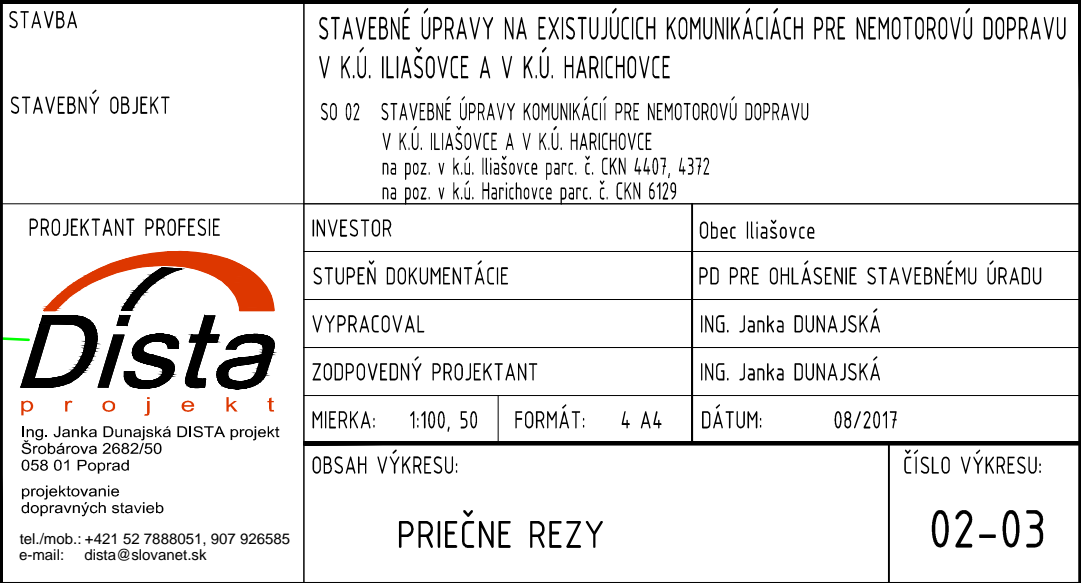 STAVBA
STAVEBNÉ ÚPRAVY NA EXISTUJÚCICH KOMUNIKÁCIÁCH PRE NEMOTOROVÚ DOPRAVU
V K.Ú. ILIAŠOVCE A V K.Ú. HARICHOVCE
STAVEBNÝ OBJEKT
SO 02 STAVEBNÉ ÚPRAVY KOMUNIKÁCIÍ PRE NEMOTOROVÚ DOPRAVU
V K.Ú. ILIAŠOVCE A V K.Ú. HARICHOVCE
na poz. v k.ú. Iliašovce parc. č. CKN 4407, 4372
na poz. v k.ú. Harichovce parc. č. CKN 6129
PROJEKTANT PROFESIE
Dista
projekt
Ing. Janka Dunajská DISTA projekt
Šrobárova 2682/50
058 01 Poprad
projektovanie
dopravných stavieb
tel./mob.: +421 52 7888051, 907 926585
e-mail: dista@slovanet.sk
INVESTOR
Obec Iliašovce
STUPEŇ DOKUMENTÁCIE
PD PRE OHLÁSENIE STAVEBNÉMU ÚRADU
VYPRACOVAL
ING. Janka DUNAJSKÁ
ZODPOVEDNÝ PROJEKTANT
ING. Janka DUNAJSKÁ
MIERKA: 1:100, 50
FORMÁT: 4 A4
DÁTUM: 08/2017
OBSAH VÝKRESU:
PRIEČNE REZY
ČÍSLO VÝKRESU:
02-03